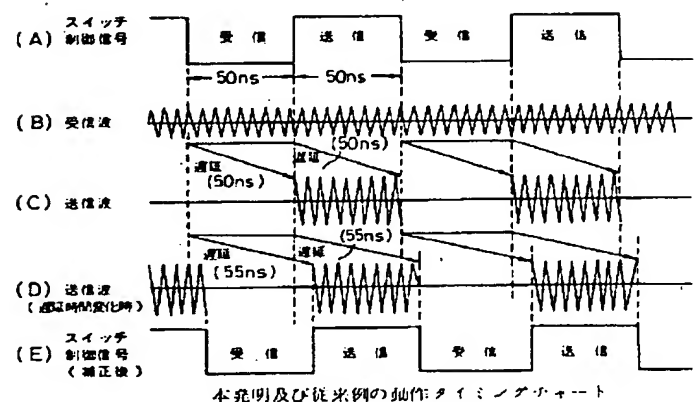 (A) スイッチ制御信号 受信 送信 受信 送信
50ns 50ns
(B) 受信波
遅延 (50ns) 遅延 (50ns)
(C) 送信波
遅延 (55ns) 遅延 (55ns)
(D) 送信波 (遅延時間変化時)
(E) スイッチ制御信号 (補正後) 受信 送信 受信 送信
本発明及び従来例の動作タイミングチャート